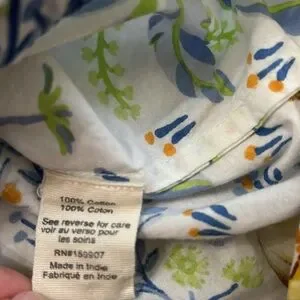 100% Cotton
100% Coton
See reverse for care
voir au verso pour
les soins
RN#159907
Made in Indie
Fabriqué en Inde